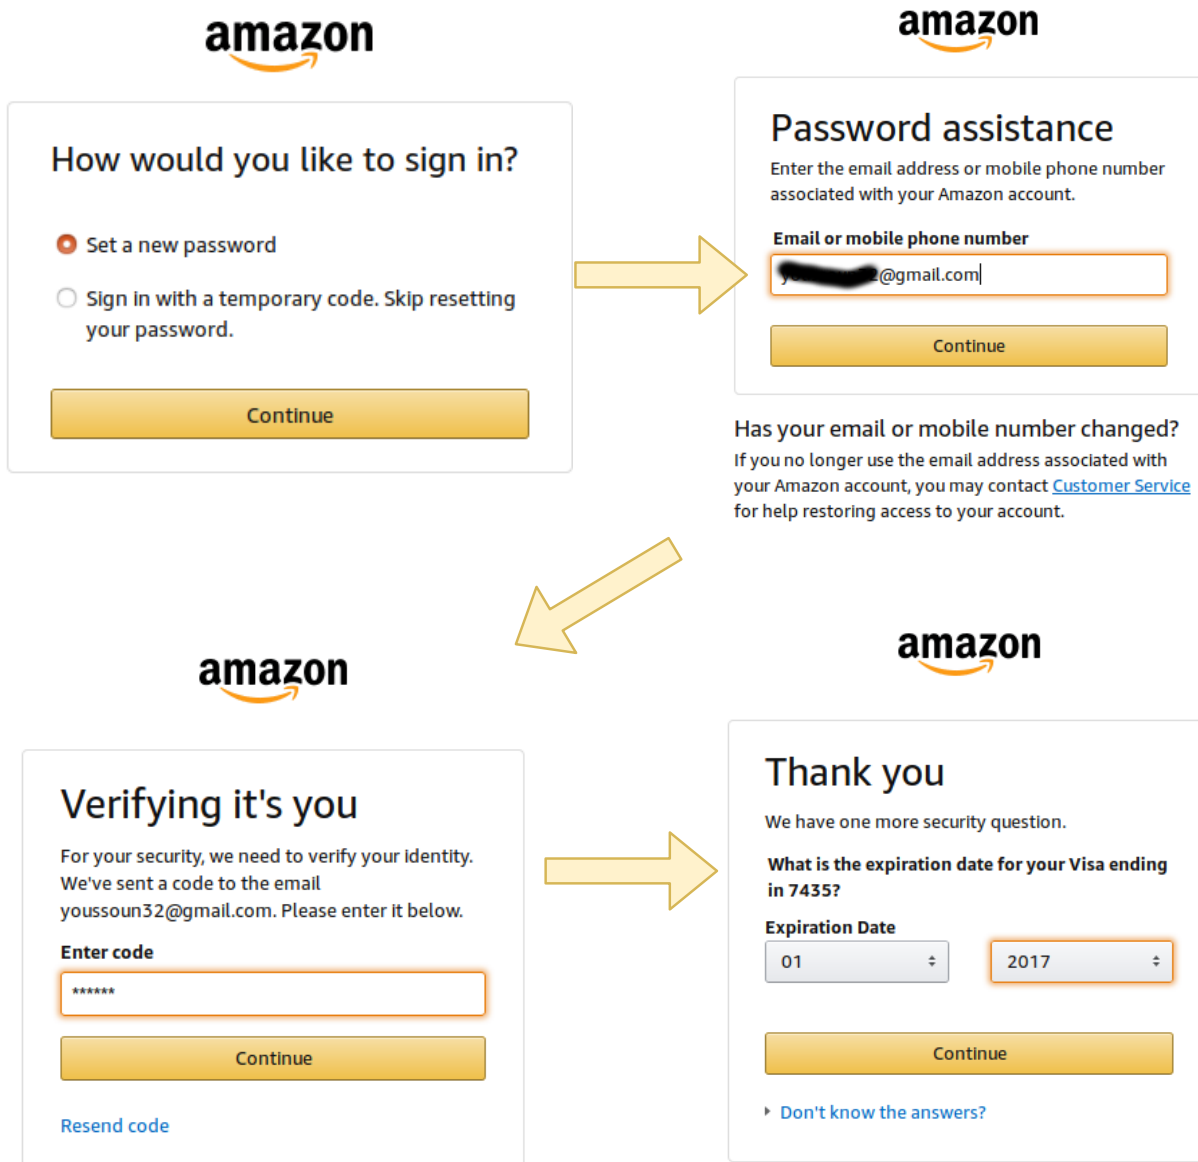 amazon
How would you like to sign in?
Set a new password
Sign in with a temporary code. Skip resetting
your password.
Continue
amazon
Password assistance
Enter the email address or mobile phone number
associated with your Amazon account.
Email or mobile phone number
@gmail.com
Continue
Has your email or mobile number changed?
If you no longer use the email address associated with
your Amazon account, you may contact Customer Service
for help restoring access to your account.
amazon
Verifying it's you
For your security, we need to verify your identity.
We've sent a code to the email
youssoun32@gmail.com. Please enter it below.
Enter code
******
Continue
Resend code
amazon
Thank you
We have one more security question.
What is the expiration date for your Visa ending
in 7435?
Expiration Date
01 2017
Continue
Don't know the answers?